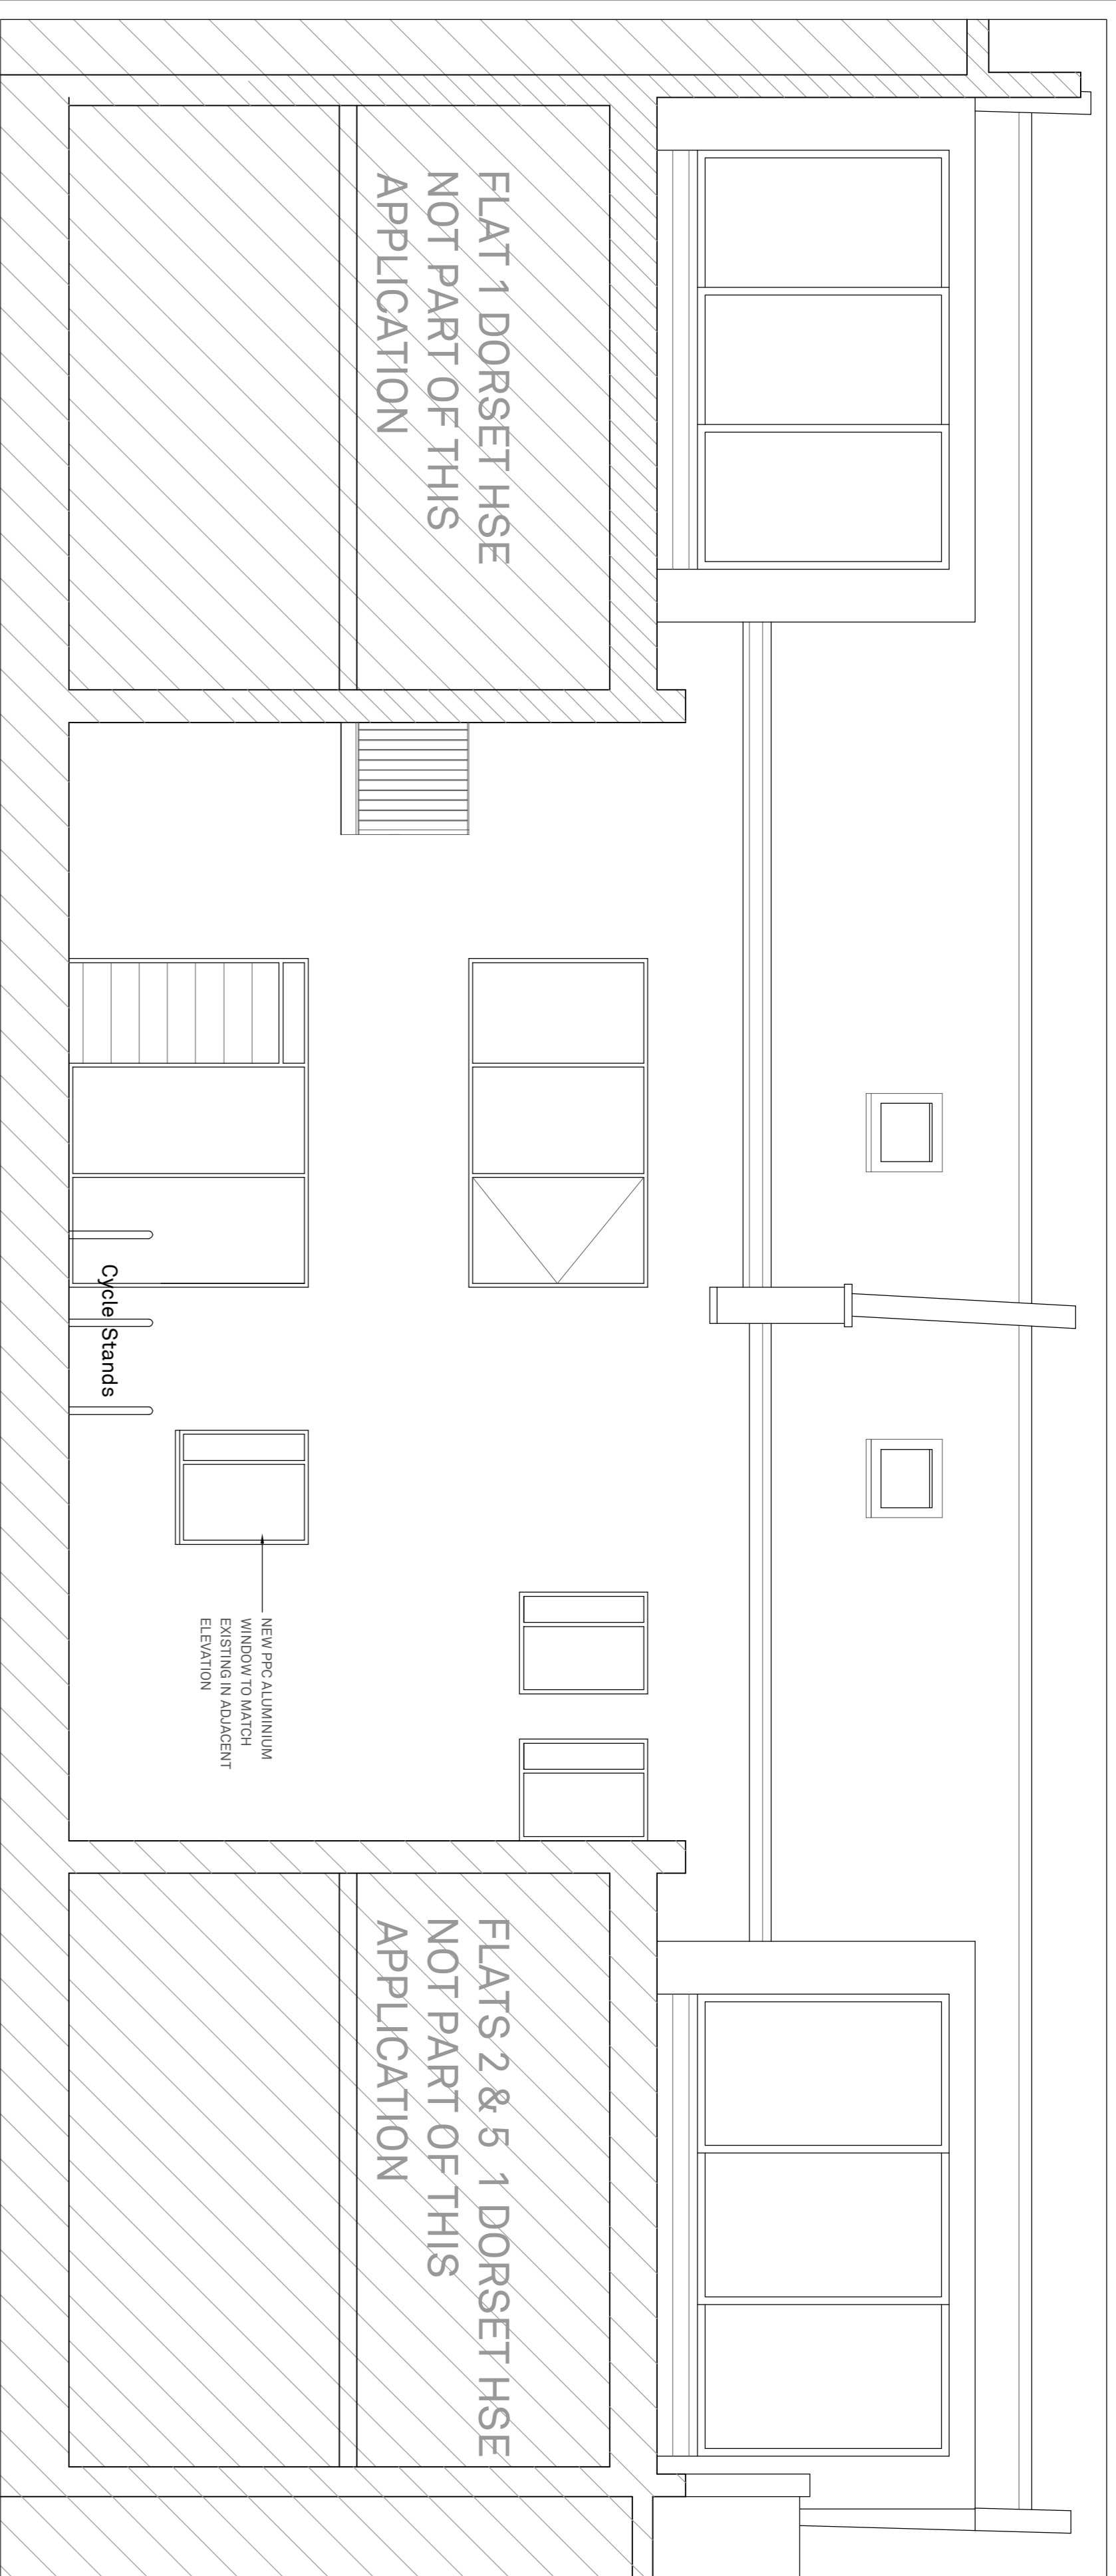 FLAT 1 DORSET HSE
NOT PART OF THIS
APPLICATION
Cycle Stands
NEW PPC ALUMINIUM
WINDOW TO MATCH
EXISTING IN ADJACENT
ELEVATION
FLATS 2 & 5 1 DORSET HSE
NOT PART OF THIS
APPLICATION